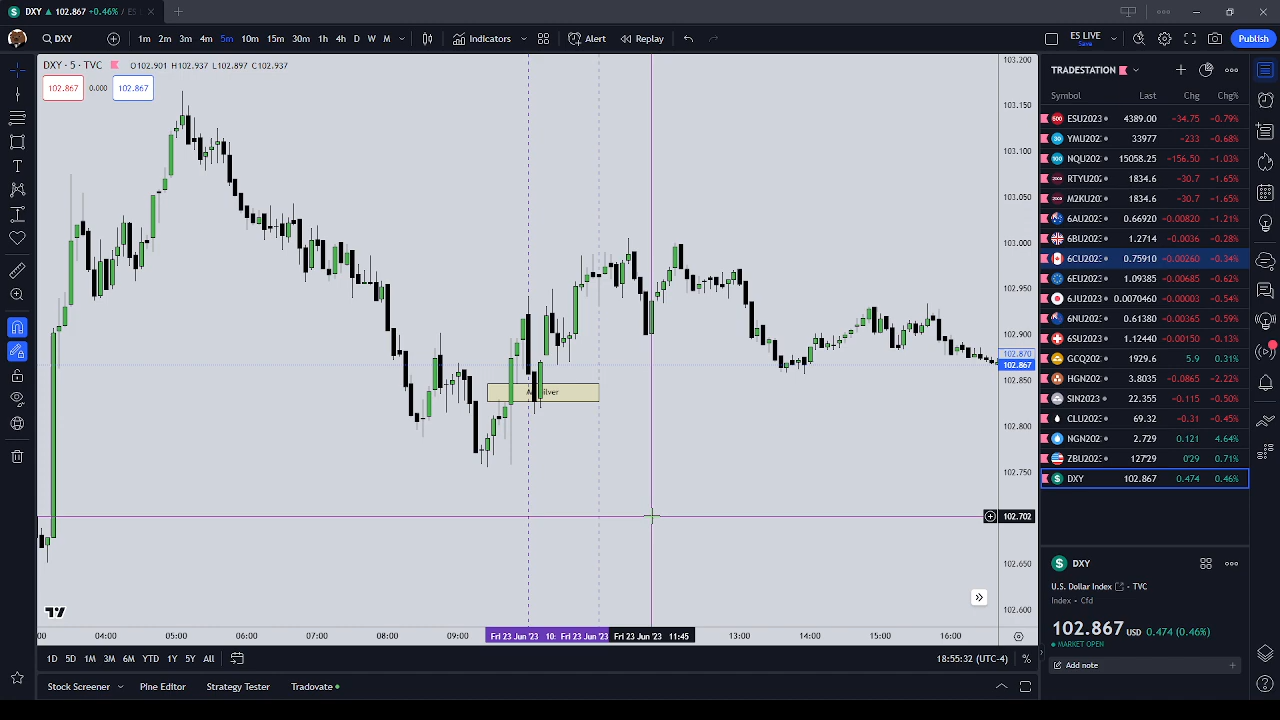 DXY ▲ 102.867 +0.46% / ES
DXY
1m 2m 3m 4m 5m 10m 15m 30m 1h 4h D W M
Indicators
Alert
Replay
ES LIVE
Save
Publish
DXY · 5 · TVC
O102.901 H102.937 L102.897 C102.937
102.867
0.000
102.867
103.200
103.150
103.100
103.050
103.000
102.950
102.900
102.870
102.867
102.850
102.800
102.750
102.702
102.650
102.600
04:00 05:00 06:00 07:00 08:00 09:00 Fri 23 Jun '23 10: Fri 23 Jun '23 Fri 23 Jun '23 11:45 13:00 14:00 15:00 16:00
1D 5D 1M 3M 6M YTD 1Y 5Y All
18:55:32 (UTC-4)
%
Stock Screener
Pine Editor
Strategy Tester
Tradovate
TRADESTATION
Symbol Last Chg Chg%
ESU2023 4389.00 −34.75 −0.79%
YMU202 33977 −233 −0.68%
NQU202 15058.25 −156.50 −1.03%
RTYU202 1834.6 −30.7 −1.65%
M2KU202 1834.6 −30.7 −1.65%
6AU2023 0.66920 −0.00820 −1.21%
6BU2023 1.2714 −0.0036 −0.28%
6CU2023 0.75910 −0.00260 −0.34%
6EU2023 1.09385 −0.00685 −0.62%
6JU2023 0.0070460 −0.00003 −0.54%
6NU2023 0.61380 −0.00365 −0.59%
6SU2023 1.12440 −0.00150 −0.13%
GCQ202 1929.6 5.9 0.31%
HGN202 3.8035 −0.0865 −2.22%
SIN2023 22.355 −0.115 −0.50%
CLU2023 69.32 −0.31 −0.45%
NGN202 2.729 0.121 4.64%
ZBU2023 127'29 0'29 0.71%
DXY 102.867 0.474 0.46%
DXY
U.S. Dollar Index · TVC
Index · Cfd
102.867 USD 0.474 (0.46%)
MARKET OPEN
Add note